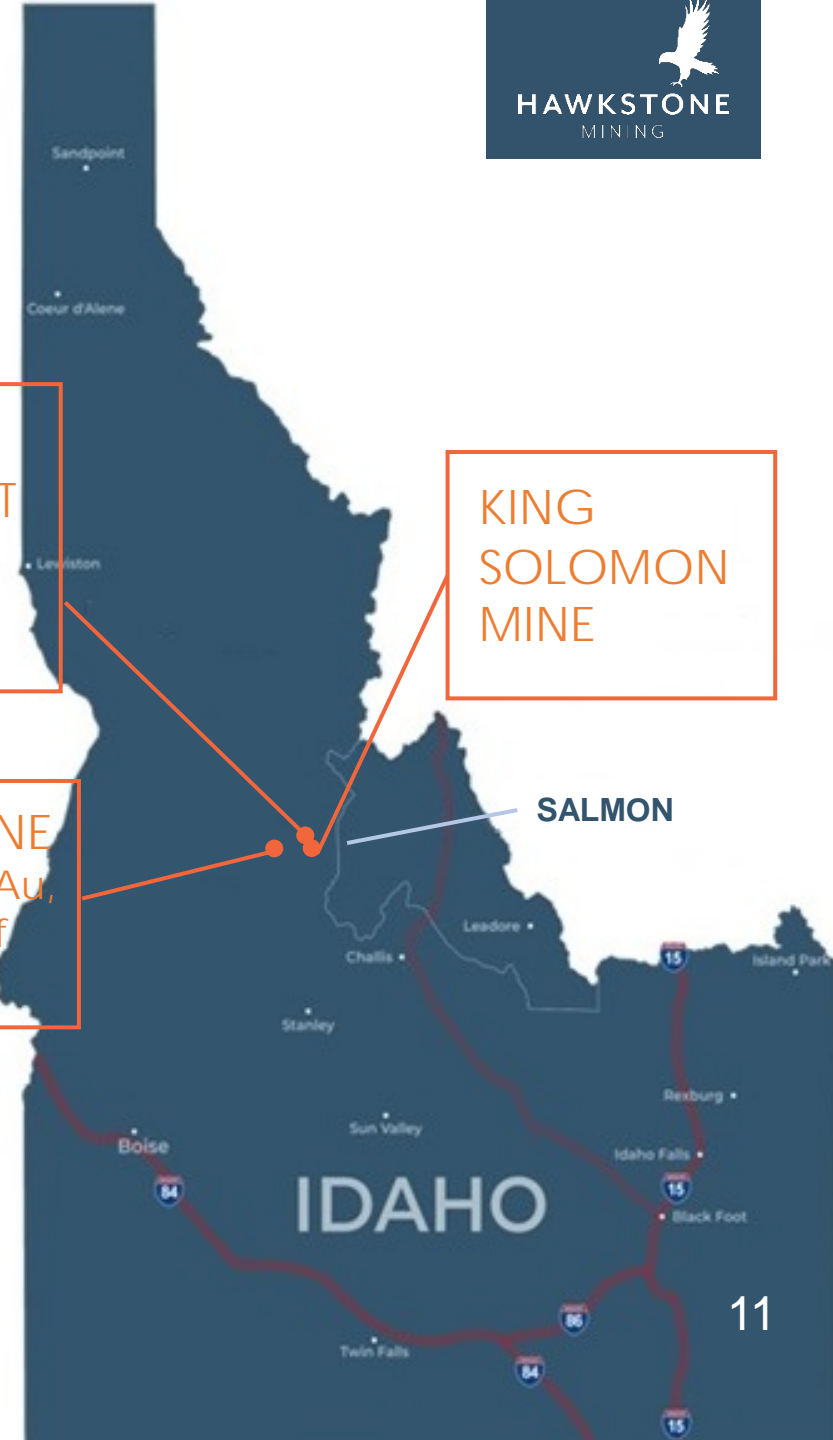 HAWKSTONE
MINING
Sandpoint
Coeur d'Alene
T
Lewiston
KING
SOLOMON
MINE
SALMON
NE
Au,
f
Leadore
Challis
15
Island Park
Stanley
Rexburg
Sun Valley
Boise
Idaho Falls
84
IDAHO
15
Black Foot
11
86
Twin Falls
84
15